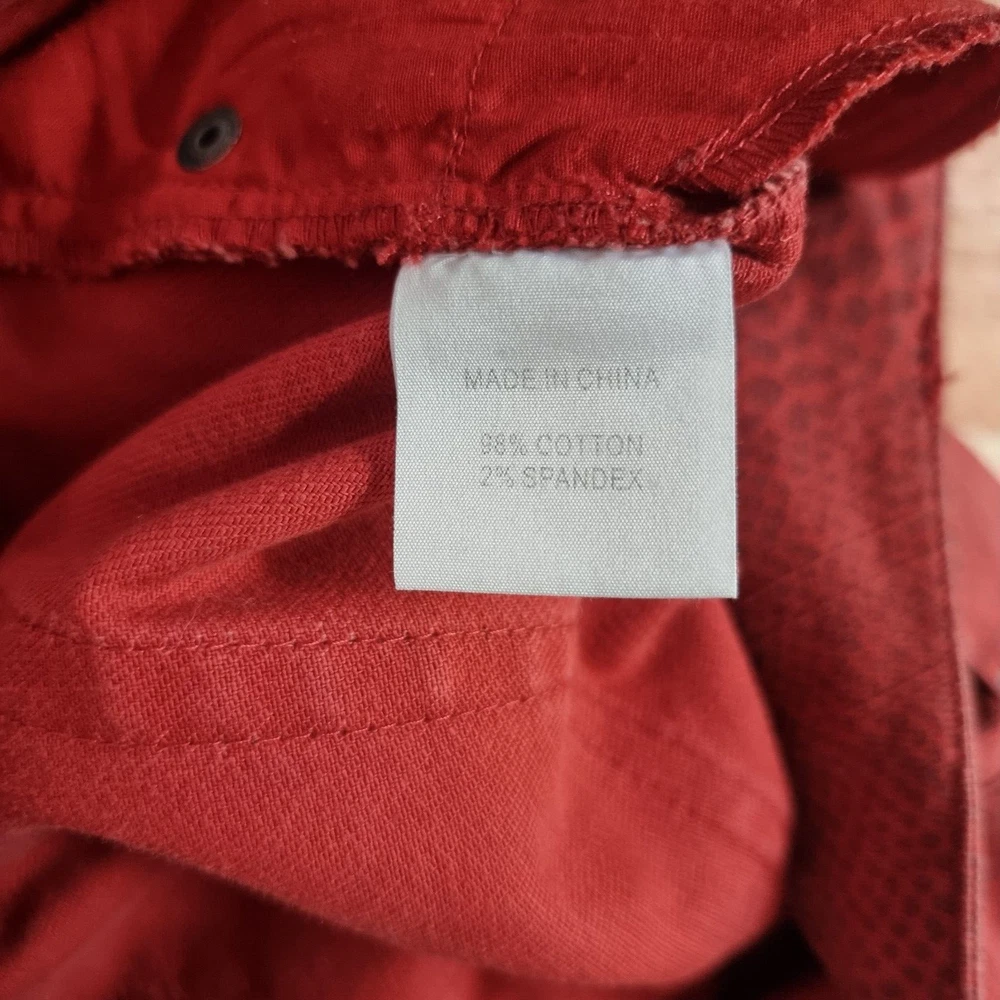 MADE IN CHINA
98% COTTON
2% SPANDEX